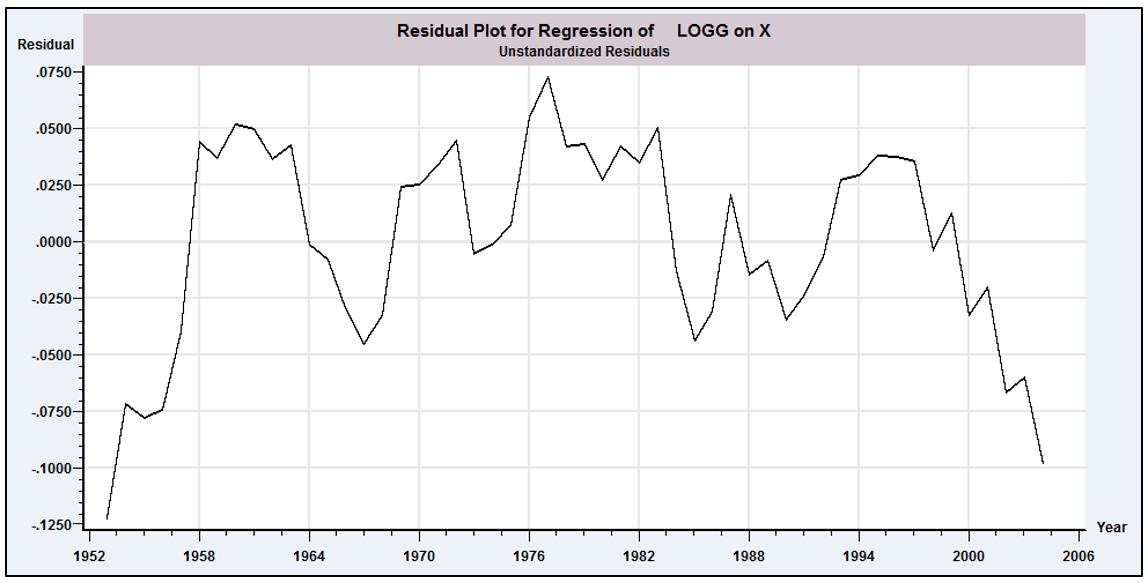 Residual Plot for Regression of LOGG on X
Unstandardized Residuals
Residual
.0750
.0500
.0250
.0000
-.0250
-.0500
-.0750
-.1000
-.1250
1952 1958 1964 1970 1976 1982 1988 1994 2000 2006
Year